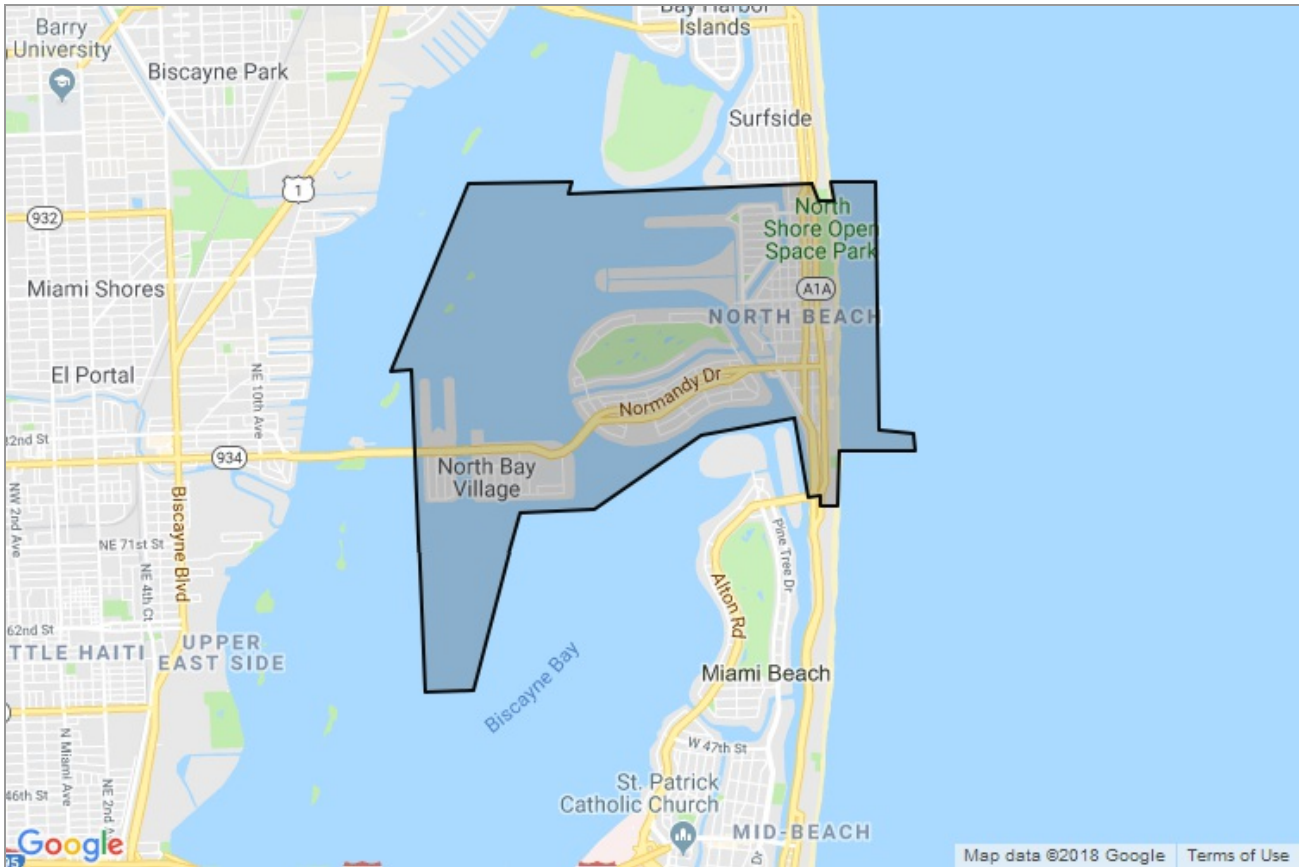 Bay Harbor
Islands
Barry
University
Biscayne Park
Surfside
1
932
North
Shore Open
Space Park
Miami Shores
A1A
NORTH BEACH
El Portal
NE 10th Ave
Normandy Dr
2nd St
934
North Bay
Village
NW 2nd Ave
Biscayne Blvd
NE 71st St
NE 4th Ct
Pine Tree Dr
Alton Rd
62nd St
TTLE HAITI
UPPER
EAST SIDE
Miami Beach
Biscayne Bay
N Miami Ave
NE 2nd A
W 47th St
St. Patrick
Catholic Church
46th St
MID-BEACH
Google
95
Map data ©2018 Google
Terms of Use